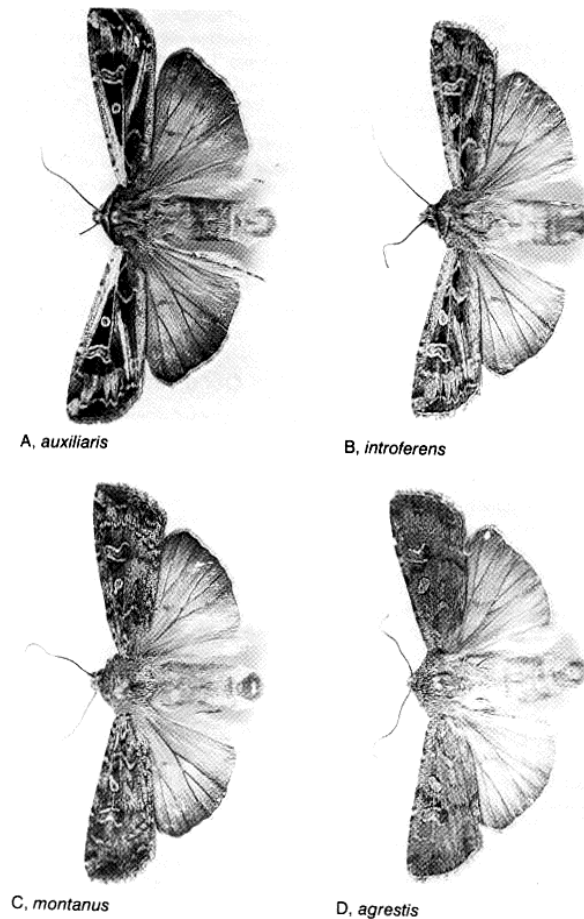 A, auxiliaris
B, introferens
C, montanus
D, agrestis